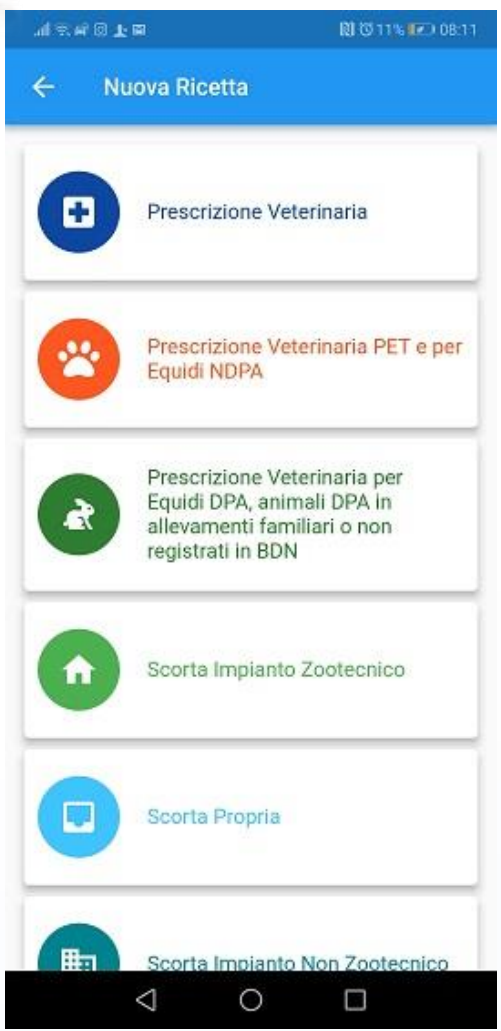 11% 08:11
Nuova Ricetta
Prescrizione Veterinaria
Prescrizione Veterinaria PET e per
Equidi NDPA
Prescrizione Veterinaria per
Equidi DPA, animali DPA in
allevamenti familiari o non
registrati in BDN
Scorta Impianto Zootecnico
Scorta Propria
Scorta Impianto Non Zootecnico